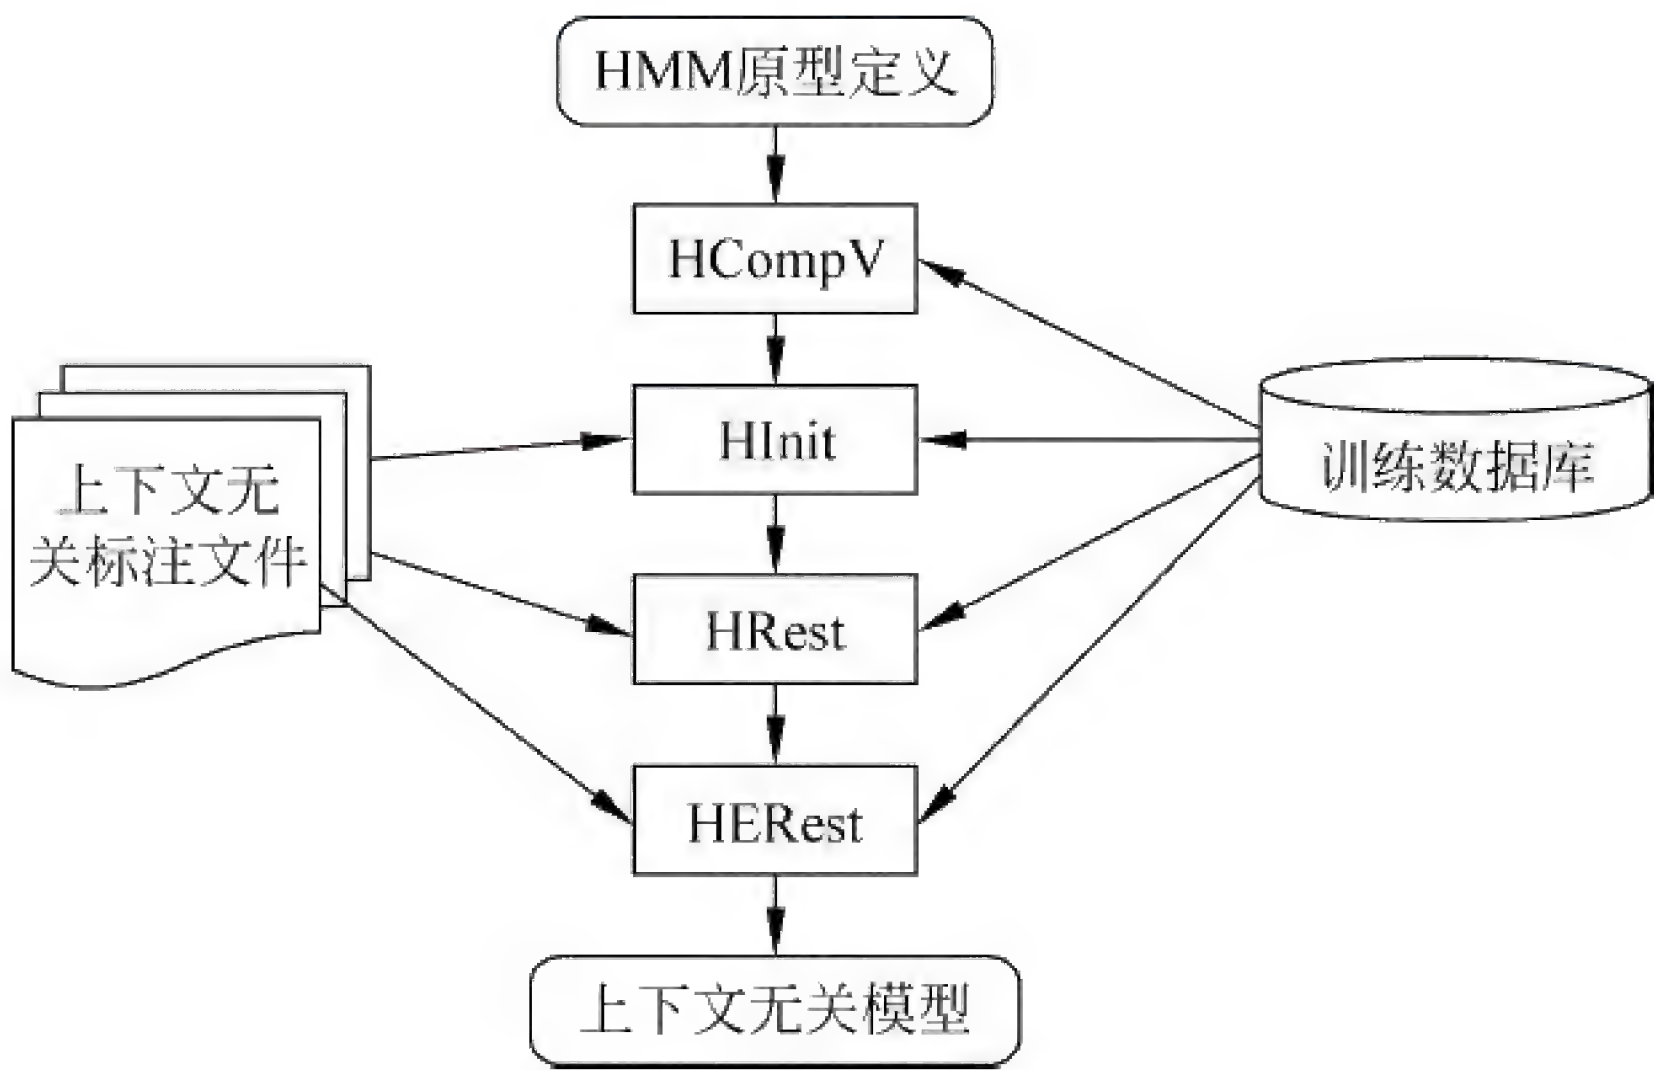 HMM原型定义
HCompV
HInit
上下文无
关标注文件
训练数据库
HRest
HERest
上下文无关模型